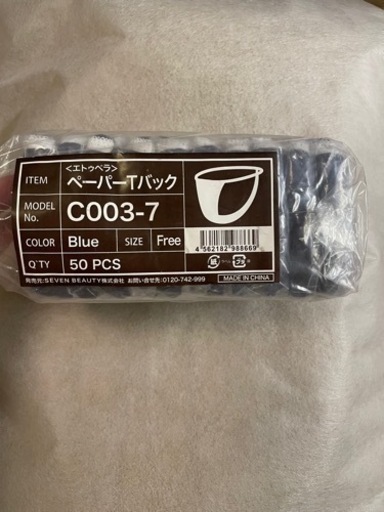 ITEM
<エトゥベラ>
ペーパーTバック
MODEL No. C003-7
COLOR Blue SIZE Free
Q'TY 50 PCS
4 562182 988669
MADE IN CHINA
発売元:SEVEN BEAUTY株式会社 お問い合せ先:0120-742-999